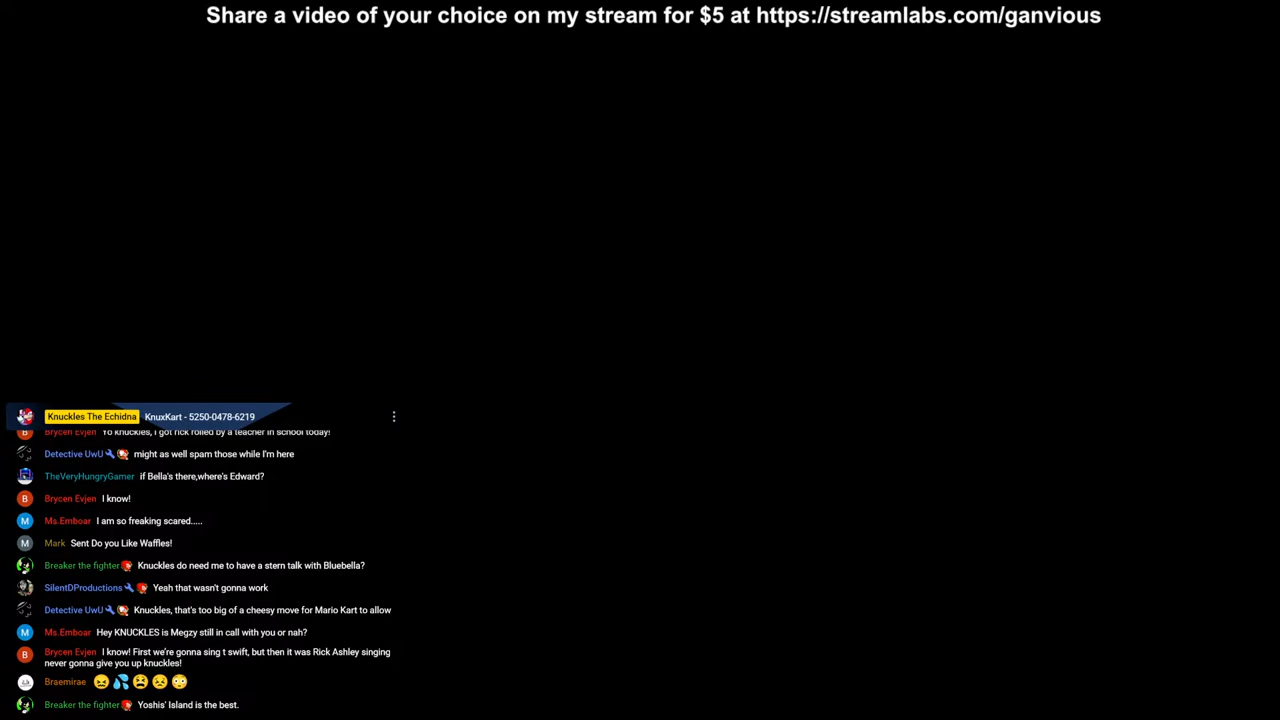 Share a video of your choice on my stream for $5 at https://streamlabs.com/ganvious
Knuckles The Echidna KnuxKart - 5250-0478-6219
Brycen Evjen Yo knuckles, I got rick rolled by a teacher in school today!
Detective UwU might as well spam those while I'm here
TheVeryHungryGamer if Bella's there,where's Edward?
B Brycen Evjen I know!
M Ms.Emboar I am so freaking scared.....
M Mark Sent Do you Like Waffles!
Breaker the fighter Knuckles do need me to have a stern talk with Bluebella?
SilentDProductions Yeah that wasn't gonna work
Detective UwU Knuckles, that's too big of a cheesy move for Mario Kart to allow
M Ms.Emboar Hey KNUCKLES is Megzy still in call with you or nah?
B Brycen Evjen I know! First we're gonna sing t swift, but then it was Rick Ashley singing
never gonna give you up knuckles!
Braemirae 😖 💦 😫 😣 😳
Breaker the fighter Yoshis' Island is the best.